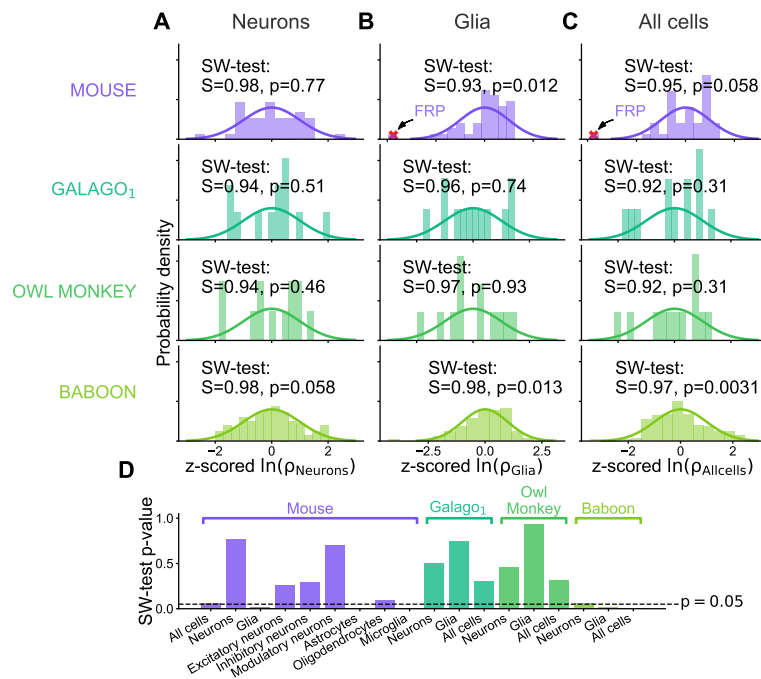 A Neurons B Glia C All cells
MOUSE
SW-test:
S=0.98, p=0.77
SW-test:
S=0.93, p=0.012
FRP
SW-test:
S=0.95, p=0.058
FRP
GALAGO1
SW-test:
S=0.94, p=0.51
SW-test:
S=0.96, p=0.74
SW-test:
S=0.92, p=0.31
Probability density
OWL MONKEY
SW-test:
S=0.94, p=0.46
SW-test:
S=0.97, p=0.93
SW-test:
S=0.92, p=0.31
BABOON
SW-test:
S=0.98, p=0.058
SW-test:
S=0.98, p=0.013
SW-test:
S=0.97, p=0.0031
−2 0 2
−2.5 0.0 2.5
−2 0 2
z-scored ln(ρNeurons)
z-scored ln(ρGlia)
z-scored ln(ρAllcells)
D
Mouse
Galago1
Owl
Monkey
Baboon
SW-test p-value
1.0
0.5
0.0
p = 0.05
All cells
Neurons
Glia
Excitatory neurons
Inhibitory neurons
Modulatory neurons
Astrocytes
Oligodendrocytes
Microglia
Neurons
Glia
All cells
Neurons
Glia
All cells
Neurons
Glia
All cells